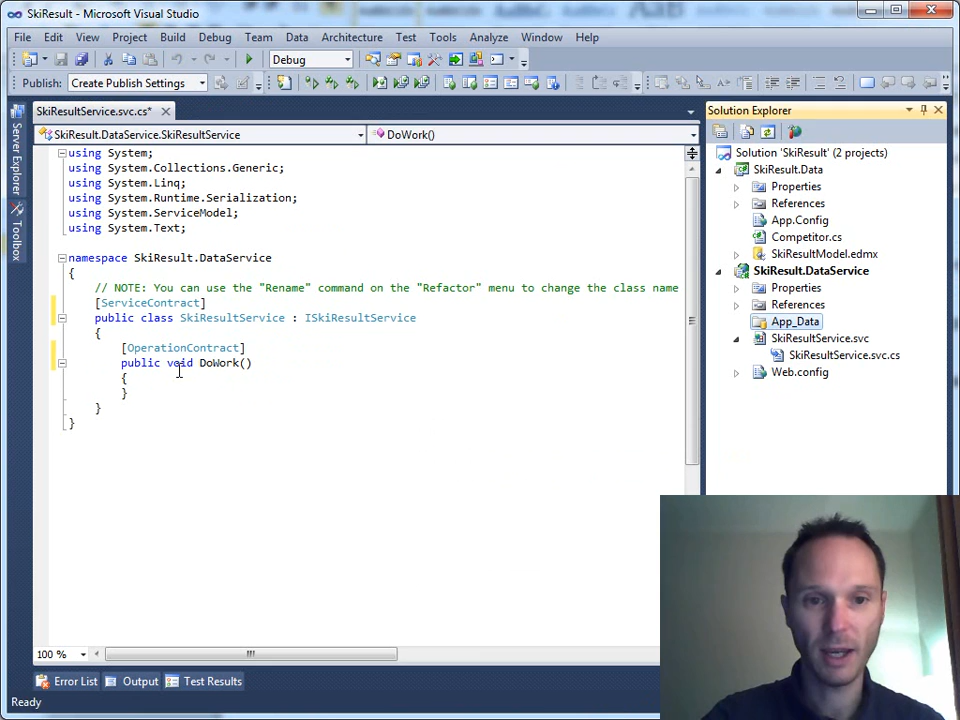 SkiResult - Microsoft Visual Studio
File Edit View Project Build Debug Team Data Architecture Test Tools Analyze Window Help
Debug
Publish: Create Publish Settings
Server Explorer
Toolbox
SkiResultService.svc.cs*
SkiResult.DataService.SkiResultService
DoWork()
using System;
using System.Collections.Generic;
using System.Linq;
using System.Runtime.Serialization;
using System.ServiceModel;
using System.Text;
namespace SkiResult.DataService
{
// NOTE: You can use the "Rename" command on the "Refactor" menu to change the class name
[ServiceContract]
public class SkiResultService : ISkiResultService
{
[OperationContract]
public void DoWork()
{
}
}
}
100 %
Solution Explorer
Solution 'SkiResult' (2 projects)
SkiResult.Data
Properties
References
App.Config
Competitor.cs
SkiResultModel.edmx
SkiResult.DataService
Properties
References
App_Data
SkiResultService.svc
SkiResultService.svc.cs
Web.config
Error List Output Test Results
Ready